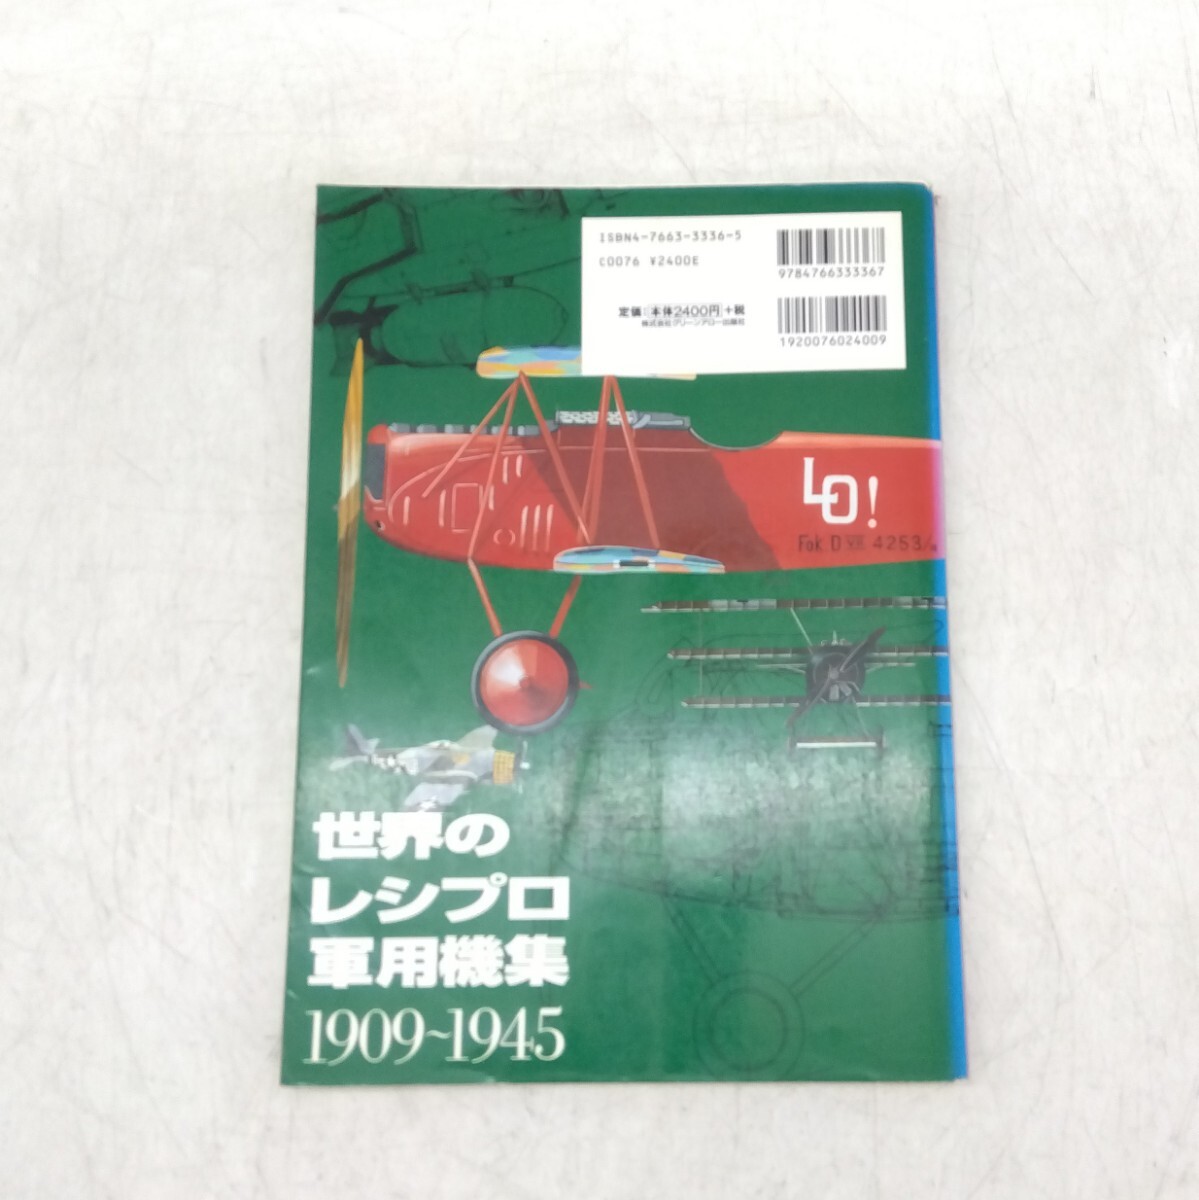 ISBN4-7663-3336-5
C0076 ¥2400E
9784766333367
定価：本体2400円+税
株式会社グリーンアロー出版社
1920076024009
LO!
Fok. D VII 4253/18
世界の
レシプロ
軍用機集
1909~1945